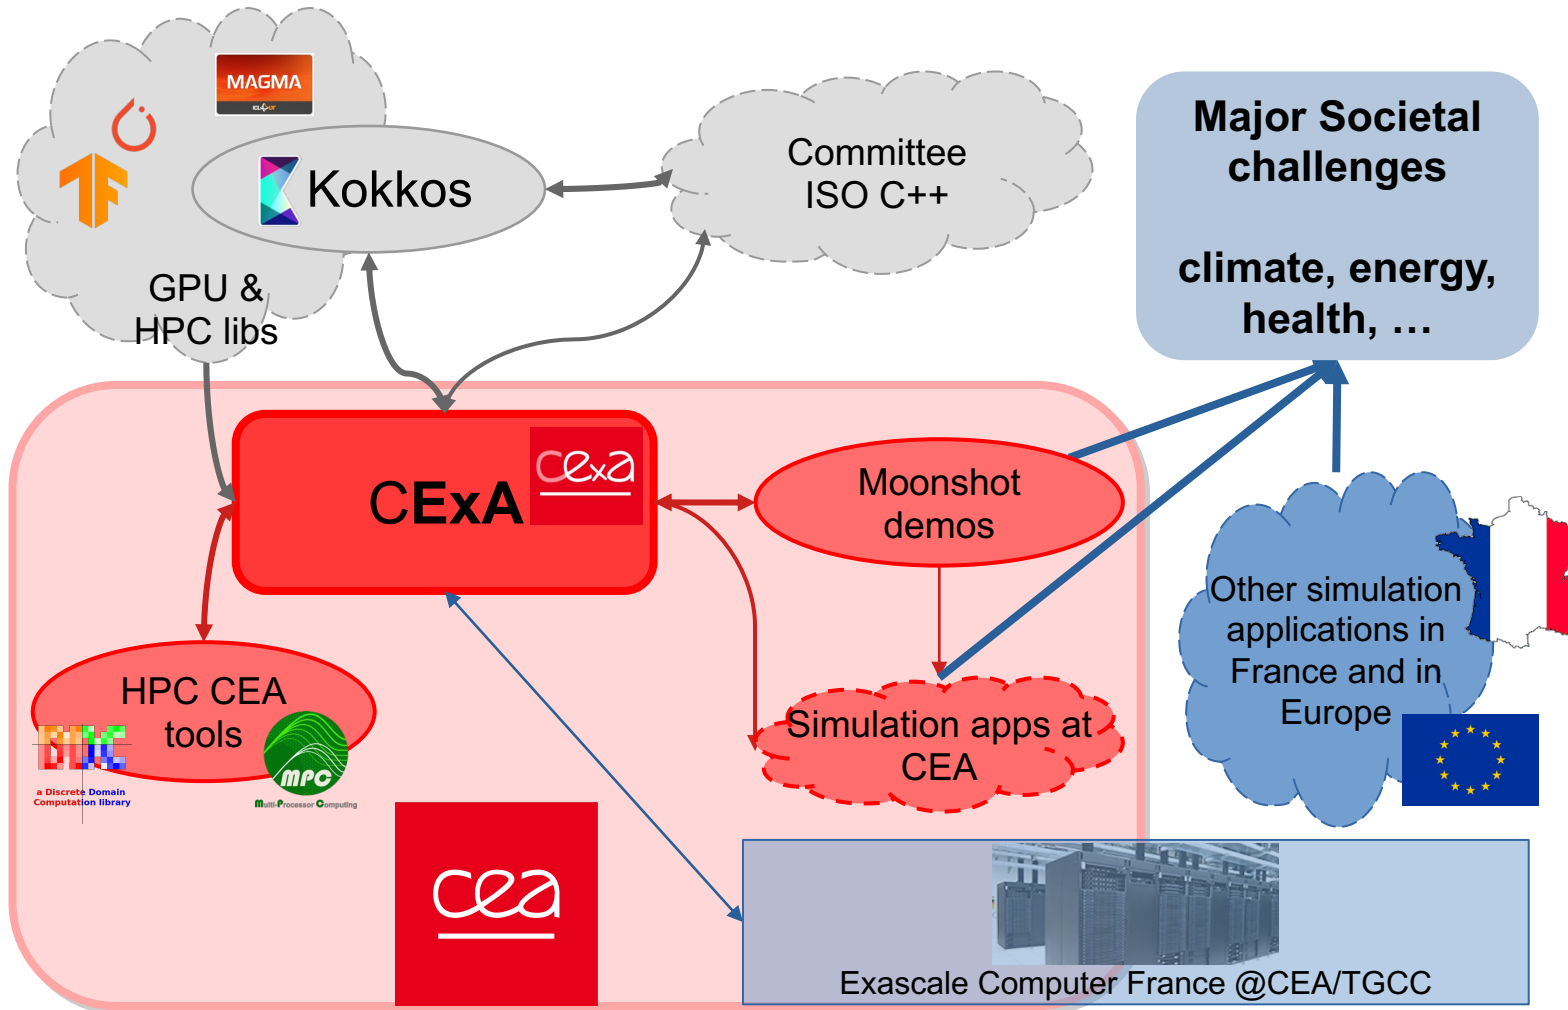 MAGMA
ICL UT
Kokkos
GPU &
HPC libs
Committee
ISO C++
Major Societal
challenges
climate, energy,
health, …
CExA
cexa
Moonshot
demos
Other simulation
applications in
France and in
Europe
HPC CEA
tools
a Discrete Domain
Computation library
MPC
Multi-Processor Computing
Simulation apps at
CEA
cea
Exascale Computer France @CEA/TGCC